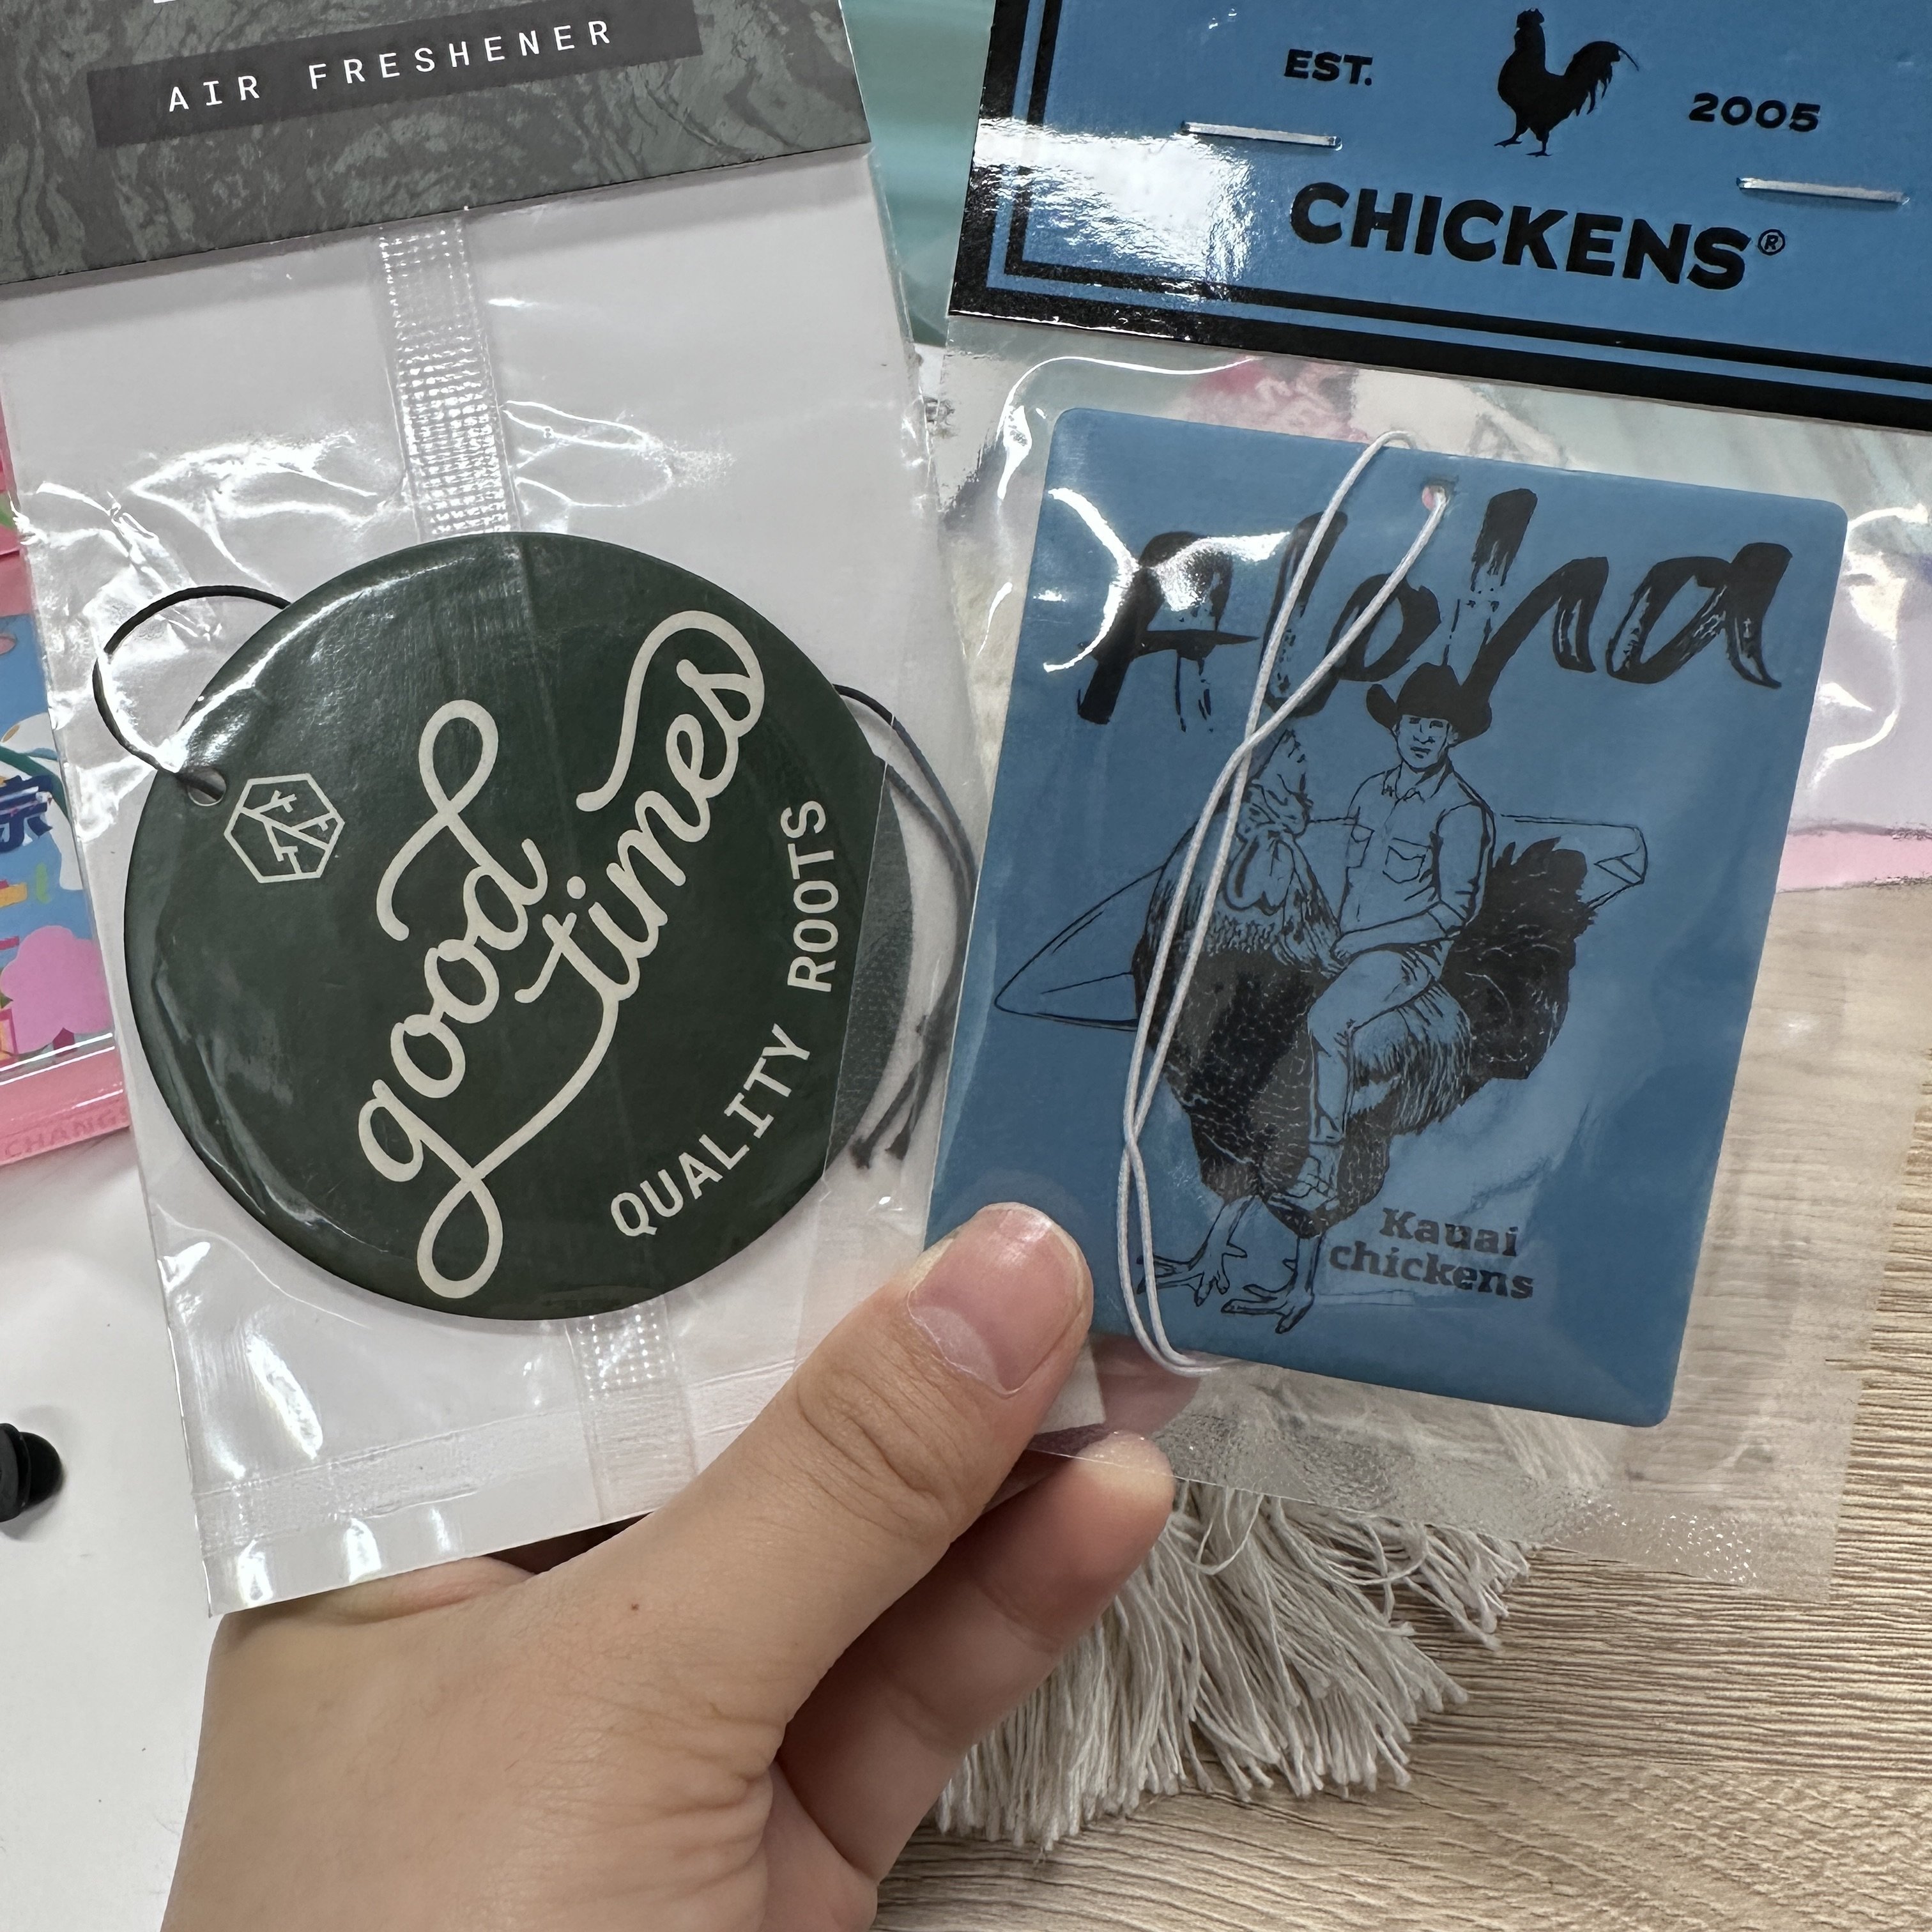 AIR FRESHENER
good
times
QUALITY ROOTS
EST. 2005
CHICKENS®
Aloha
Kauai
chickens